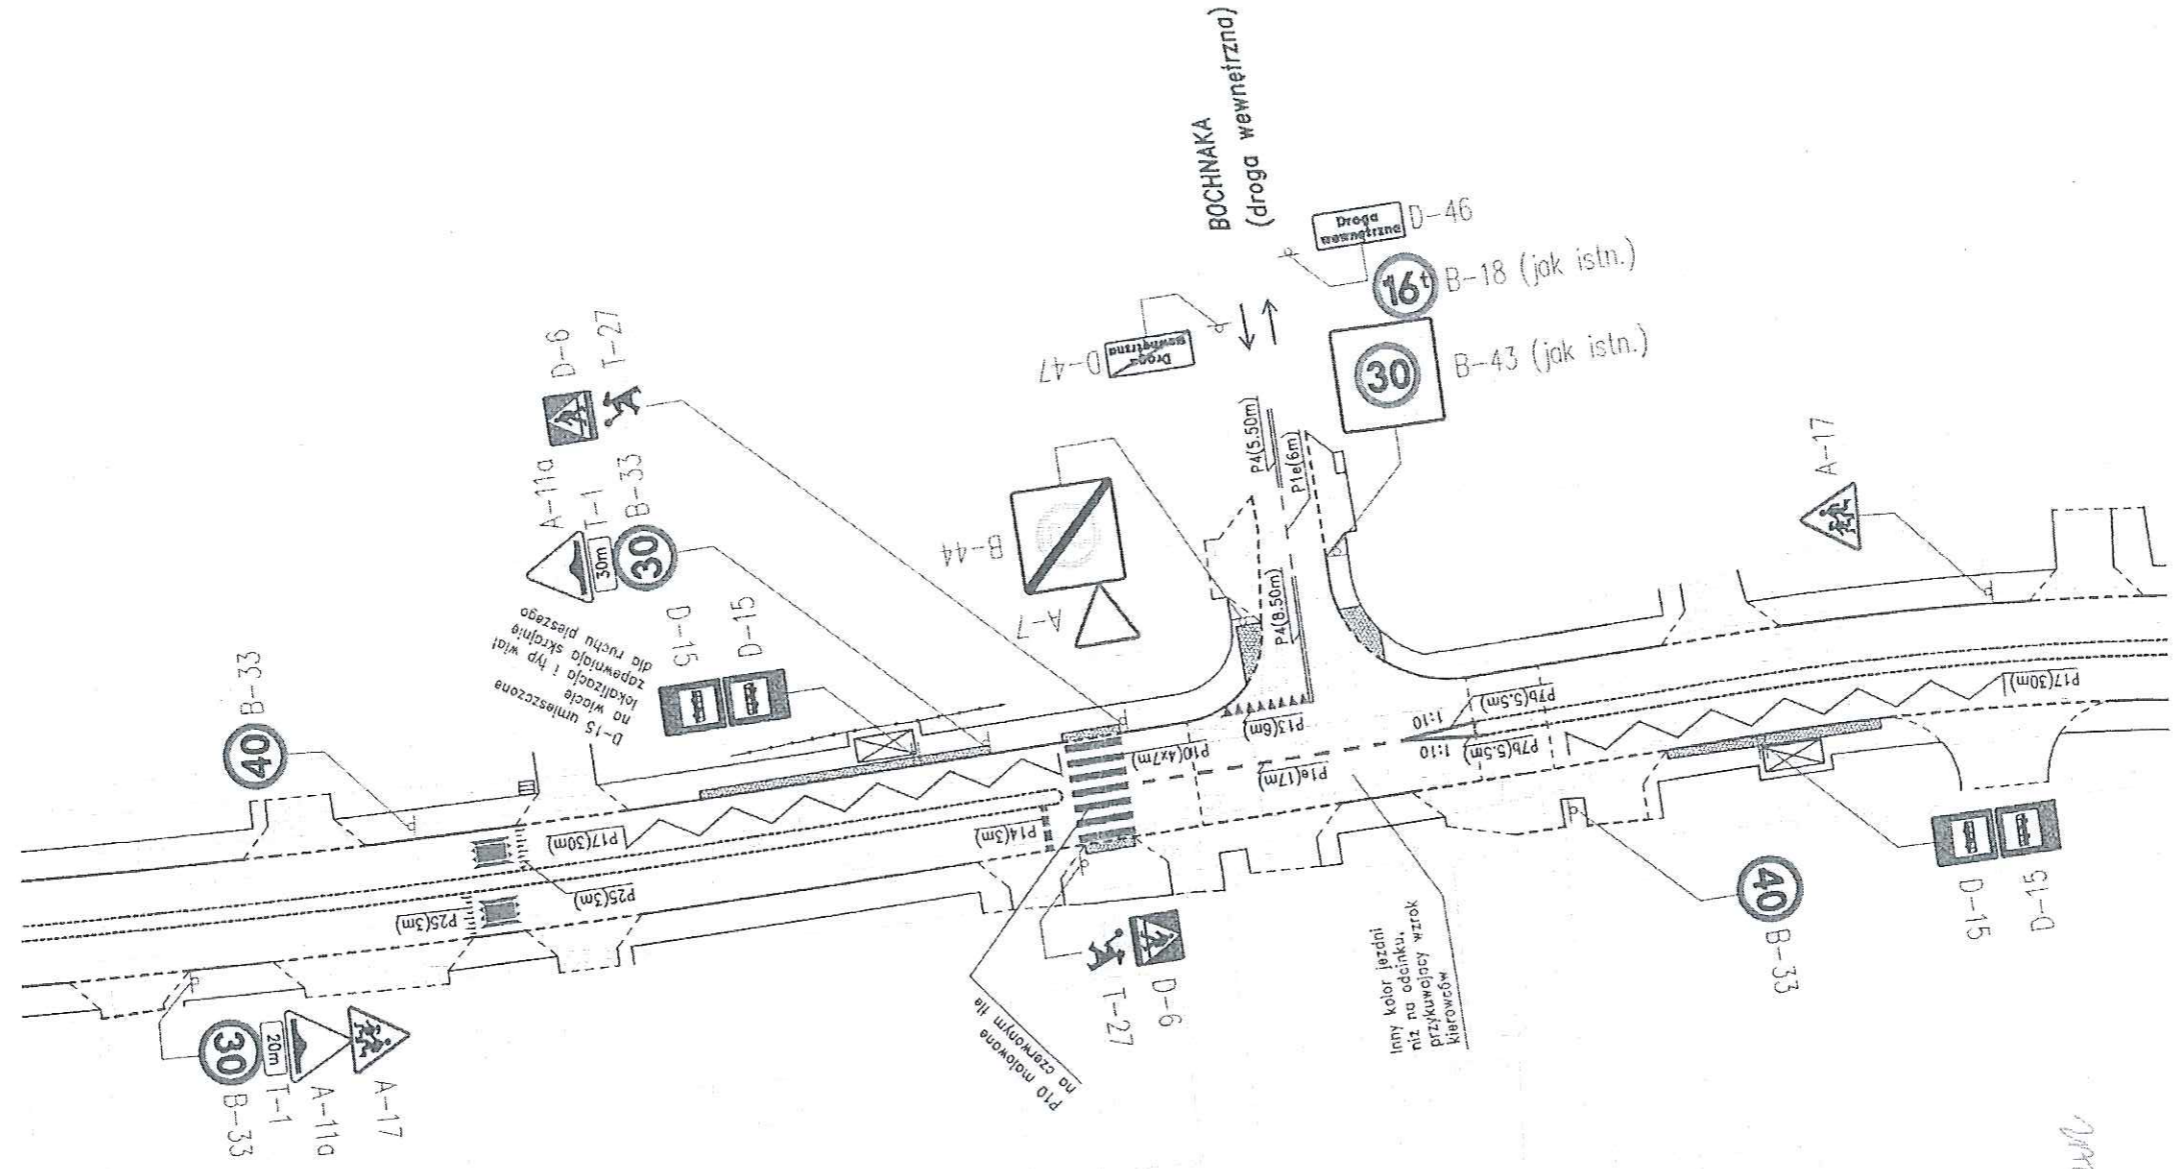 BOCHNAKA
(droga wewnętrzna)
Droga
wewnętrzna
D-46
16t
B-18 (jak istn.)
30
B-43 (jak istn.)
Droga
wewnętrzna
D-47
D-6
T-27
A-11a
T-1
B-33
30m
30
D-15 umieszczone
na wiacie
lokalizacja i typ wiat
zapewniają skrajnię
dla ruchu pieszego
D-15
D-15
B-44
A-7
P4(5.50m)
P1e(6m)
P4(8.50m)
A-17
B-33
40
P17(30m)
P25(3m)
P25(3m)
P14(3m)
P10(4x7m)
P13(6m)
P1e(17m)
1:10
1:10
P7b(5.5m)
P7b(5.5m)
P17(30m)
30
20m
B-33
T-1
A-11a
A-17
P10 malowane
na czerwonym tle
T-27
D-6
Inny kolor jezdni
niż na odcinku,
przykuwający wzrok
kierowców
40
B-33
D-15
D-15